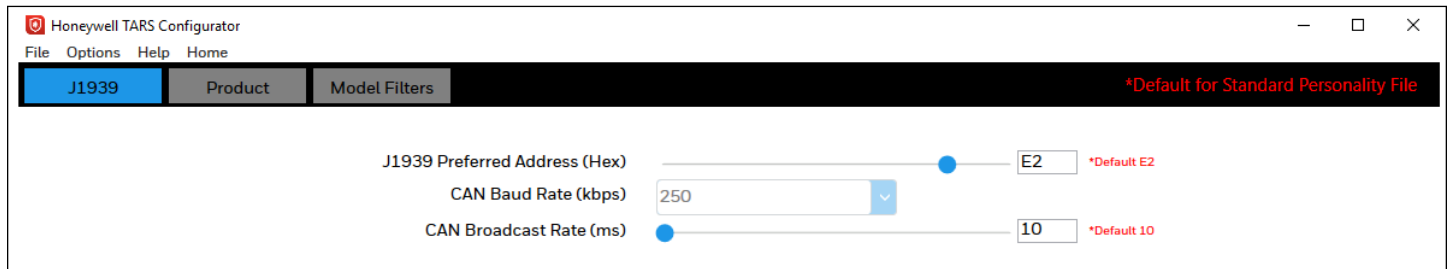 Honeywell TARS Configurator
File Options Help Home
J1939 Product Model Filters *Default for Standard Personality File
J1939 Preferred Address (Hex) E2 *Default E2
CAN Baud Rate (kbps) 250
CAN Broadcast Rate (ms) 10 *Default 10